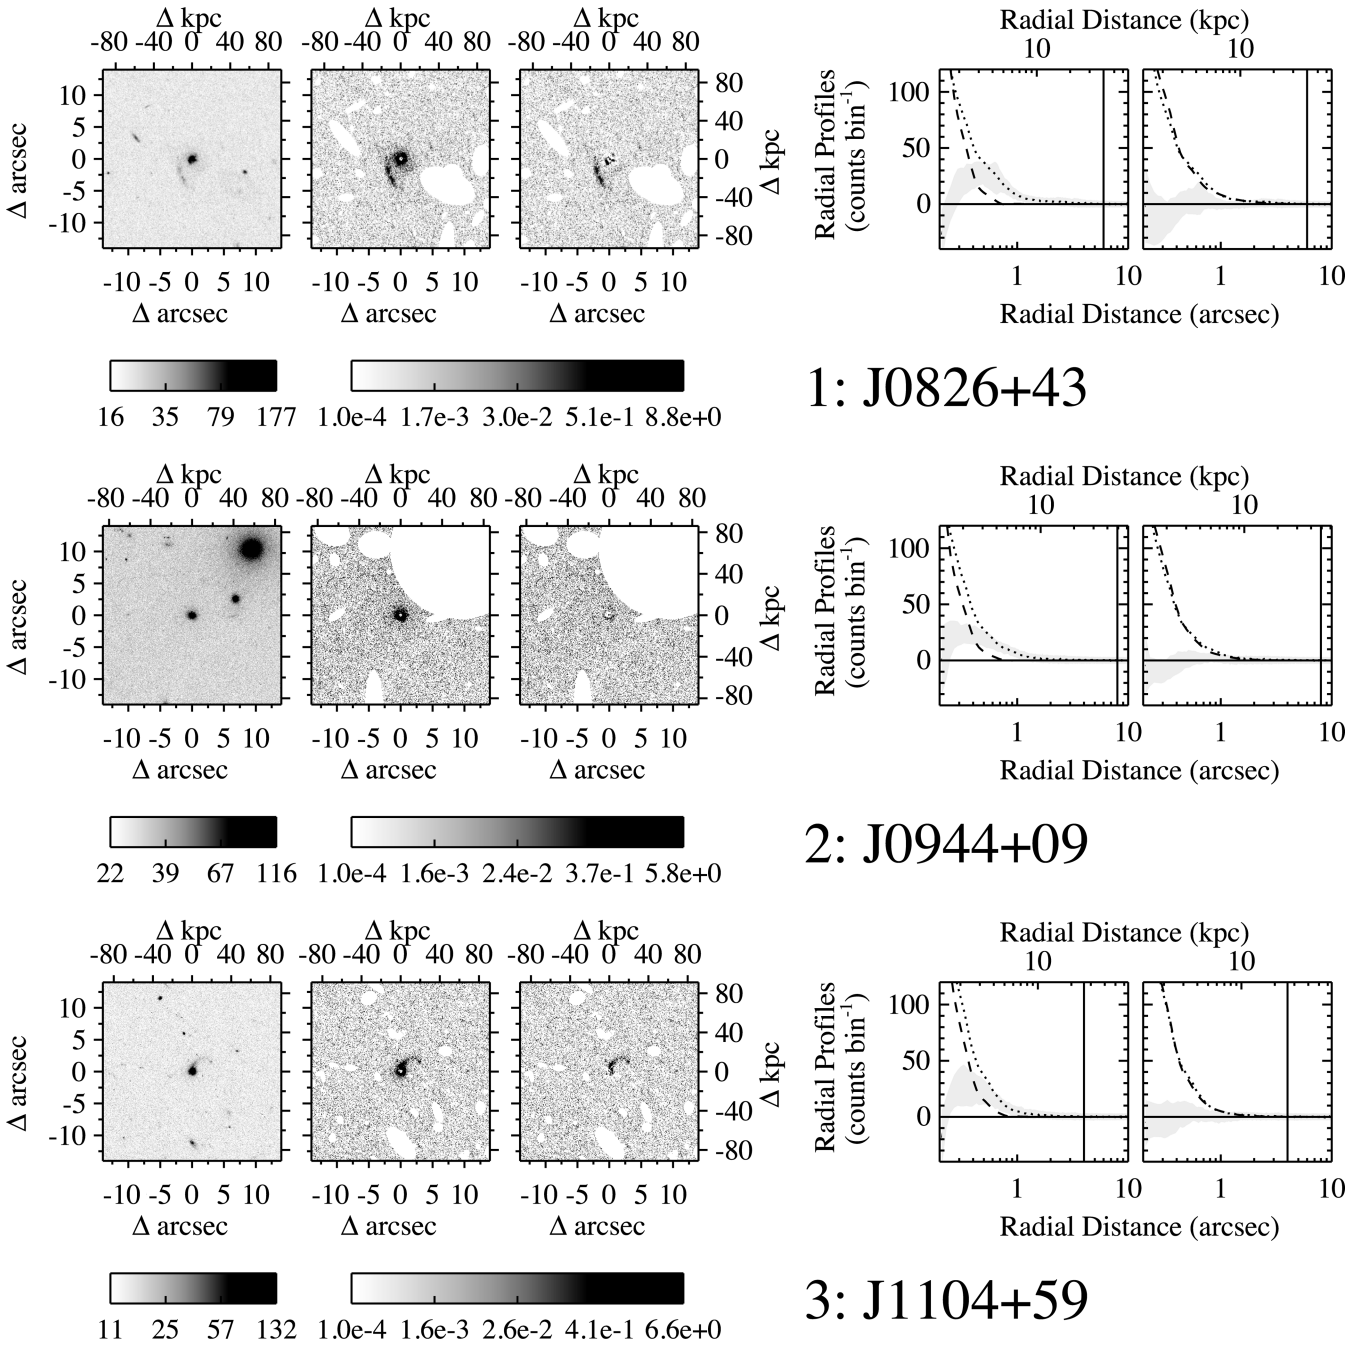 Δ kpc Δ kpc Δ kpc Radial Distance (kpc)
-80 -40 0 40 80 -80 -40 0 40 80 -80 -40 0 40 80 10 10
10 5 0 -5 -10 Δ arcsec
80 40 0 -40 -80 Δ kpc
Radial Profiles
(counts bin-1)
100 50 0
-10 -5 0 5 10 -10 -5 0 5 10 -10 -5 0 5 10 1 10 1 10
Δ arcsec Δ arcsec Δ arcsec Radial Distance (arcsec)
16 35 79 177 1.0e-4 1.7e-3 3.0e-2 5.1e-1 8.8e+0
1: J0826+43
Δ kpc Δ kpc Δ kpc Radial Distance (kpc)
-80 -40 0 40 80 -80 -40 0 40 80 -80 -40 0 40 80 10 10
10 5 0 -5 -10 Δ arcsec
80 40 0 -40 -80 Δ kpc
Radial Profiles
(counts bin-1)
100 50 0
-10 -5 0 5 10 -10 -5 0 5 10 -10 -5 0 5 10 1 10 1 10
Δ arcsec Δ arcsec Δ arcsec Radial Distance (arcsec)
22 39 67 116 1.0e-4 1.6e-3 2.4e-2 3.7e-1 5.8e+0
2: J0944+09
Δ kpc Δ kpc Δ kpc Radial Distance (kpc)
-80 -40 0 40 80 -80 -40 0 40 80 -80 -40 0 40 80 10 10
10 5 0 -5 -10 Δ arcsec
80 40 0 -40 -80 Δ kpc
Radial Profiles
(counts bin-1)
100 50 0
-10 -5 0 5 10 -10 -5 0 5 10 -10 -5 0 5 10 1 10 1 10
Δ arcsec Δ arcsec Δ arcsec Radial Distance (arcsec)
11 25 57 132 1.0e-4 1.6e-3 2.6e-2 4.1e-1 6.6e+0
3: J1104+59